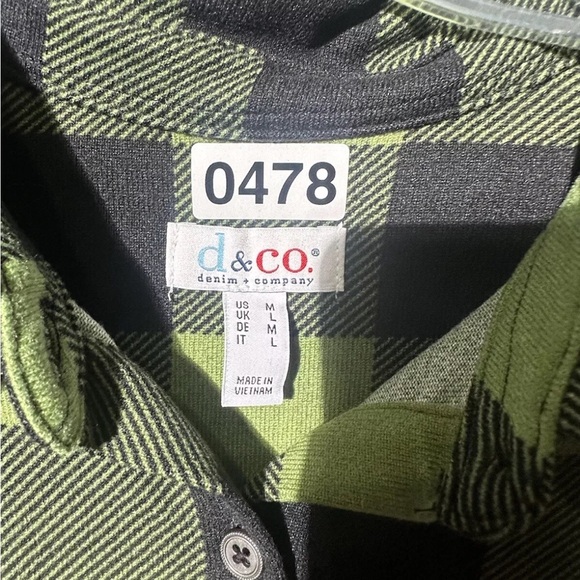 0478
d&co.®
denim + company
US M
UK L
DE M
IT L
MADE IN
VIETNAM